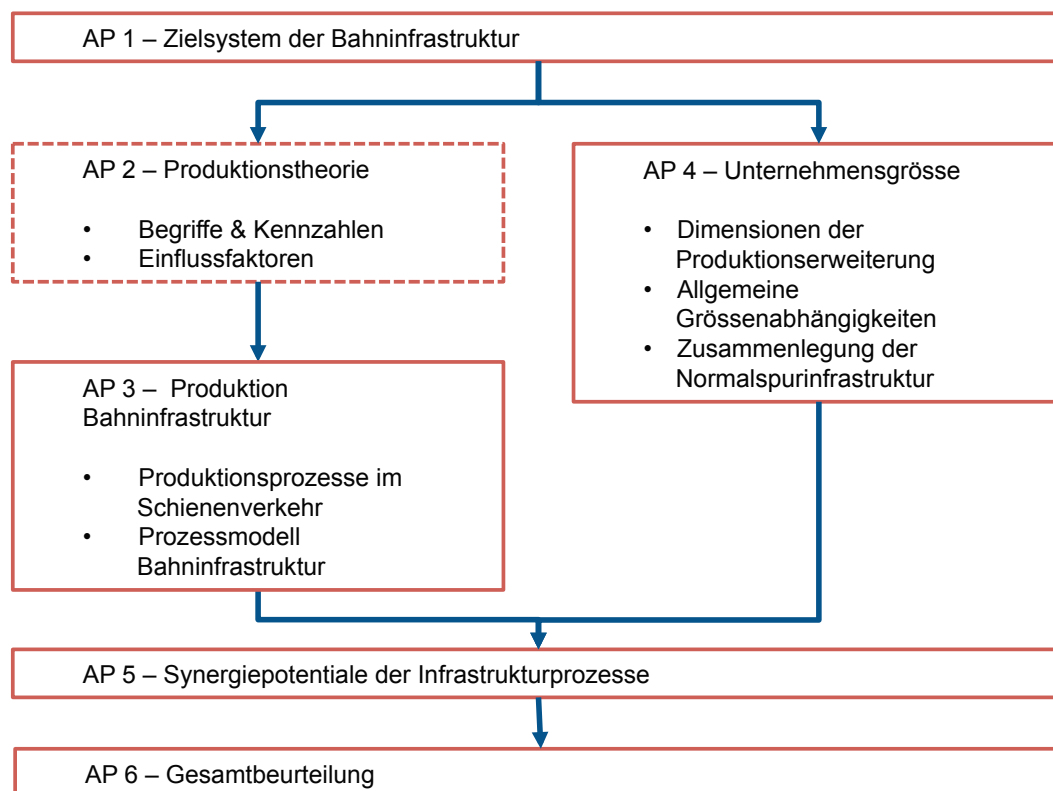 AP 1 – Zielsystem der Bahninfrastruktur
AP 2 – Produktionstheorie
• Begriffe & Kennzahlen
• Einflussfaktoren
AP 3 – Produktion
Bahninfrastruktur
• Produktionsprozesse im
Schienenverkehr
• Prozessmodell
Bahninfrastruktur
AP 4 – Unternehmensgrösse
• Dimensionen der
Produktionserweiterung
• Allgemeine
Grössenabhängigkeiten
• Zusammenlegung der
Normalspurinfrastruktur
AP 5 – Synergiepotentiale der Infrastrukturprozesse
AP 6 – Gesamtbeurteilung